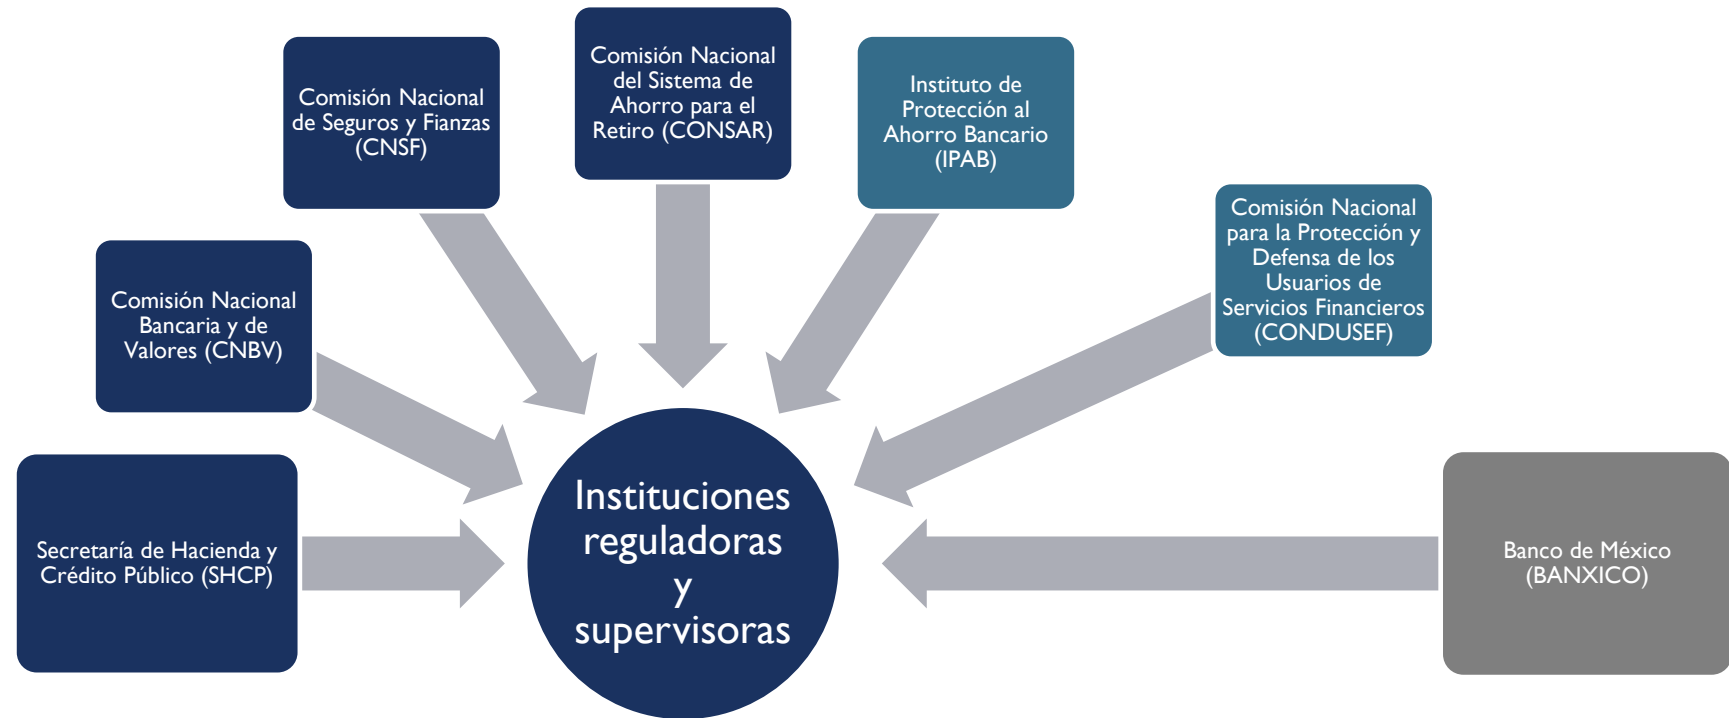 Comisión Nacional
del Sistema de
Ahorro para el
Retiro (CONSAR)
Comisión Nacional
de Seguros y Fianzas
(CNSF)
Instituto de
Protección al
Ahorro Bancario
(IPAB)
Comisión Nacional
para la Protección y
Defensa de los
Usuarios de
Servicios Financieros
(CONDUSEF)
Comisión Nacional
Bancaria y de
Valores (CNBV)
Secretaría de Hacienda y
Crédito Público (SHCP)
Instituciones
reguladoras
y
supervisoras
Banco de México
(BANXICO)